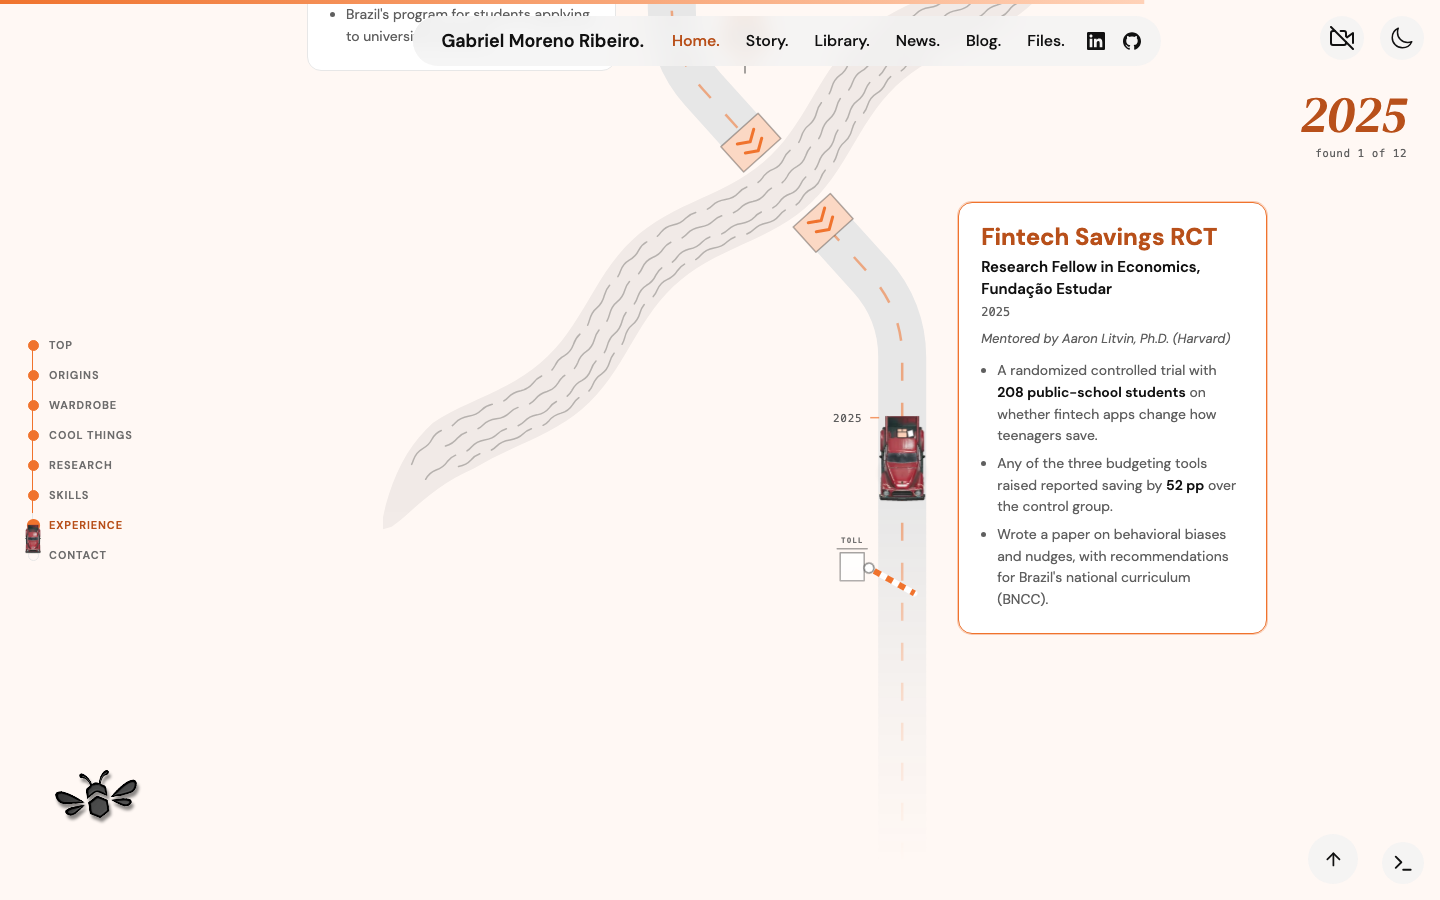 Brazil's program for students applying
to universi
Gabriel Moreno Ribeiro.
Home.
Story.
Library.
News.
Blog.
Files.
2025
found 1 of 12
Fintech Savings RCT
Research Fellow in Economics,
Fundação Estudar
2025
Mentored by Aaron Litvin, Ph.D. (Harvard)
A randomized controlled trial with
208 public-school students on
whether fintech apps change how
teenagers save.
Any of the three budgeting tools
raised reported saving by 52 pp over
the control group.
Wrote a paper on behavioral biases
and nudges, with recommendations
for Brazil's national curriculum
(BNCC).
2025
TOLL
TOP
ORIGINS
WARDROBE
COOL THINGS
RESEARCH
SKILLS
EXPERIENCE
CONTACT